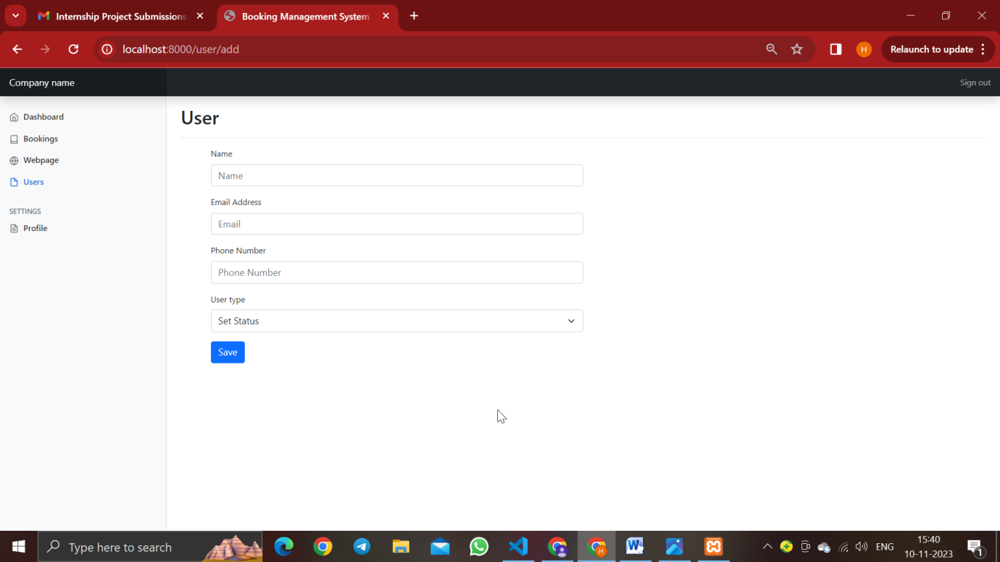 Internship Project Submissions
Booking Management System
localhost:8000/user/add
H
Relaunch to update
Company name
Sign out
Dashboard
Bookings
Webpage
Users
SETTINGS
Profile
User
Name
Name
Email Address
Email
Phone Number
Phone Number
User type
Set Status
Save
Type here to search
H
W
ENG
15:40
10-11-2023
1